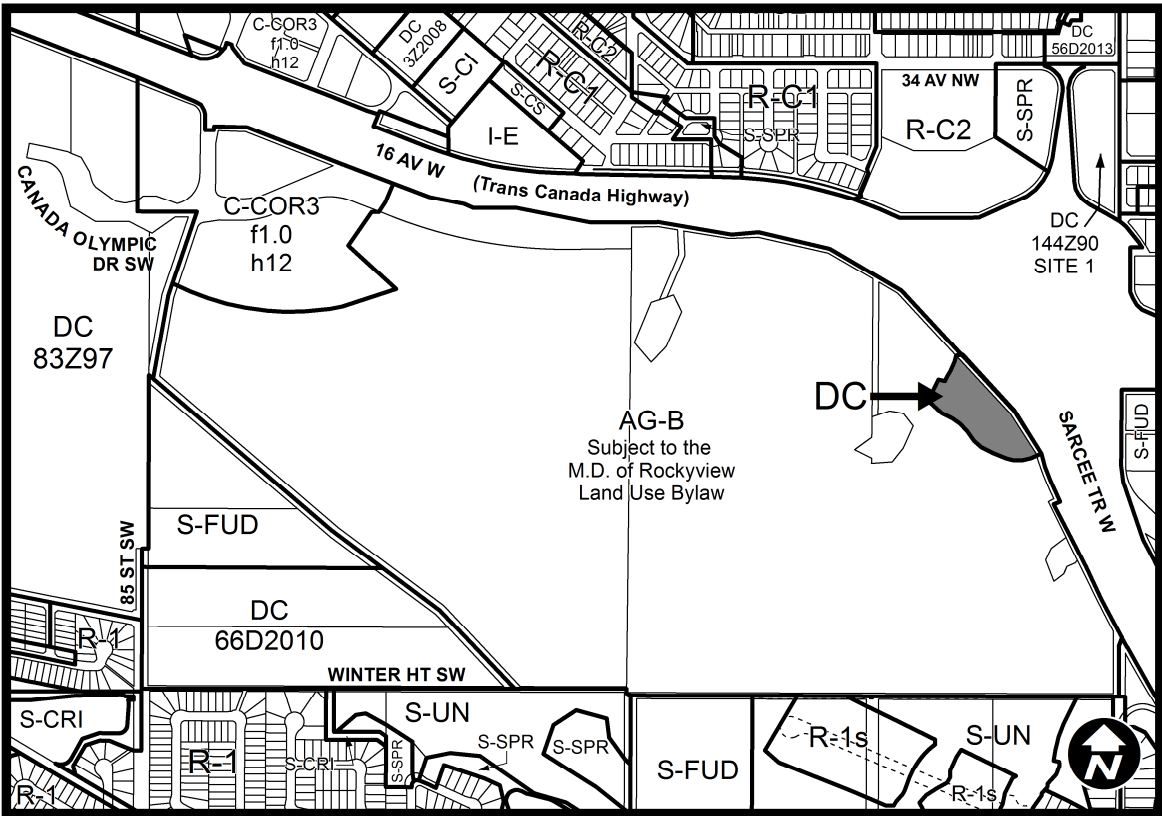 C-COR3
f1.0
h12
DC
3Z2008
S-CI
R-C2
R-C1
S-CS
I-E
R-C1
S-SPR
34 AV NW
R-C2
S-SPR
DC
56D2013
16 AV W
(Trans Canada Highway)
DC
144Z90
SITE 1
CANADA OLYMPIC
DR SW
C-COR3
f1.0
h12
DC
83Z97
DC
AG-B
Subject to the
M.D. of Rockyview
Land Use Bylaw
SARCEE TR W
S-FUD
S-FUD
85 ST SW
DC
66D2010
R-1
WINTER HT SW
S-CRI
R-1
R-1
S-CRI
S-SPR
S-UN
S-SPR
S-SPR
S-FUD
R-1s
S-UN
R-1s
N